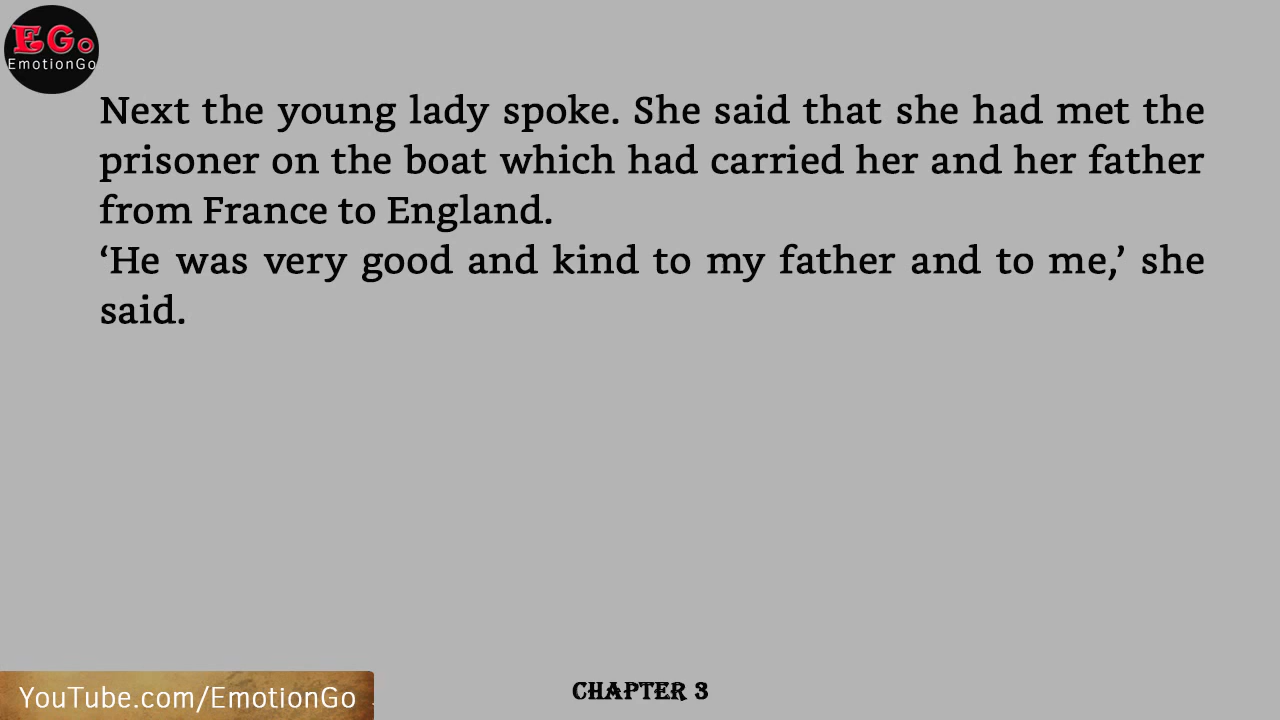 EGo
EmotionGo
Next the young lady spoke. She said that she had met the
prisoner on the boat which had carried her and her father
from France to England.
‘He was very good and kind to my father and to me,’ she
said.
YouTube.com/EmotionGo
CHAPTER 3